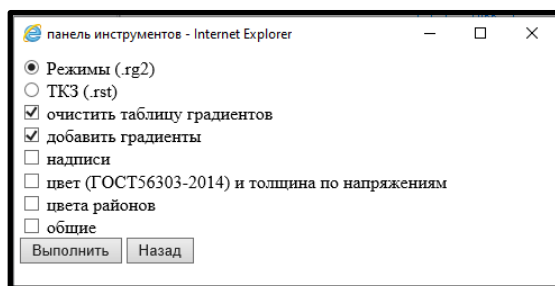 панель инструментов - Internet Explorer
Режимы (.rg2)
ТКЗ (.rst)
очистить таблицу градиентов
добавить градиенты
надписи
цвет (ГОСТ56303-2014) и толщина по напряжениям
цвета районов
общие
Выполнить Назад